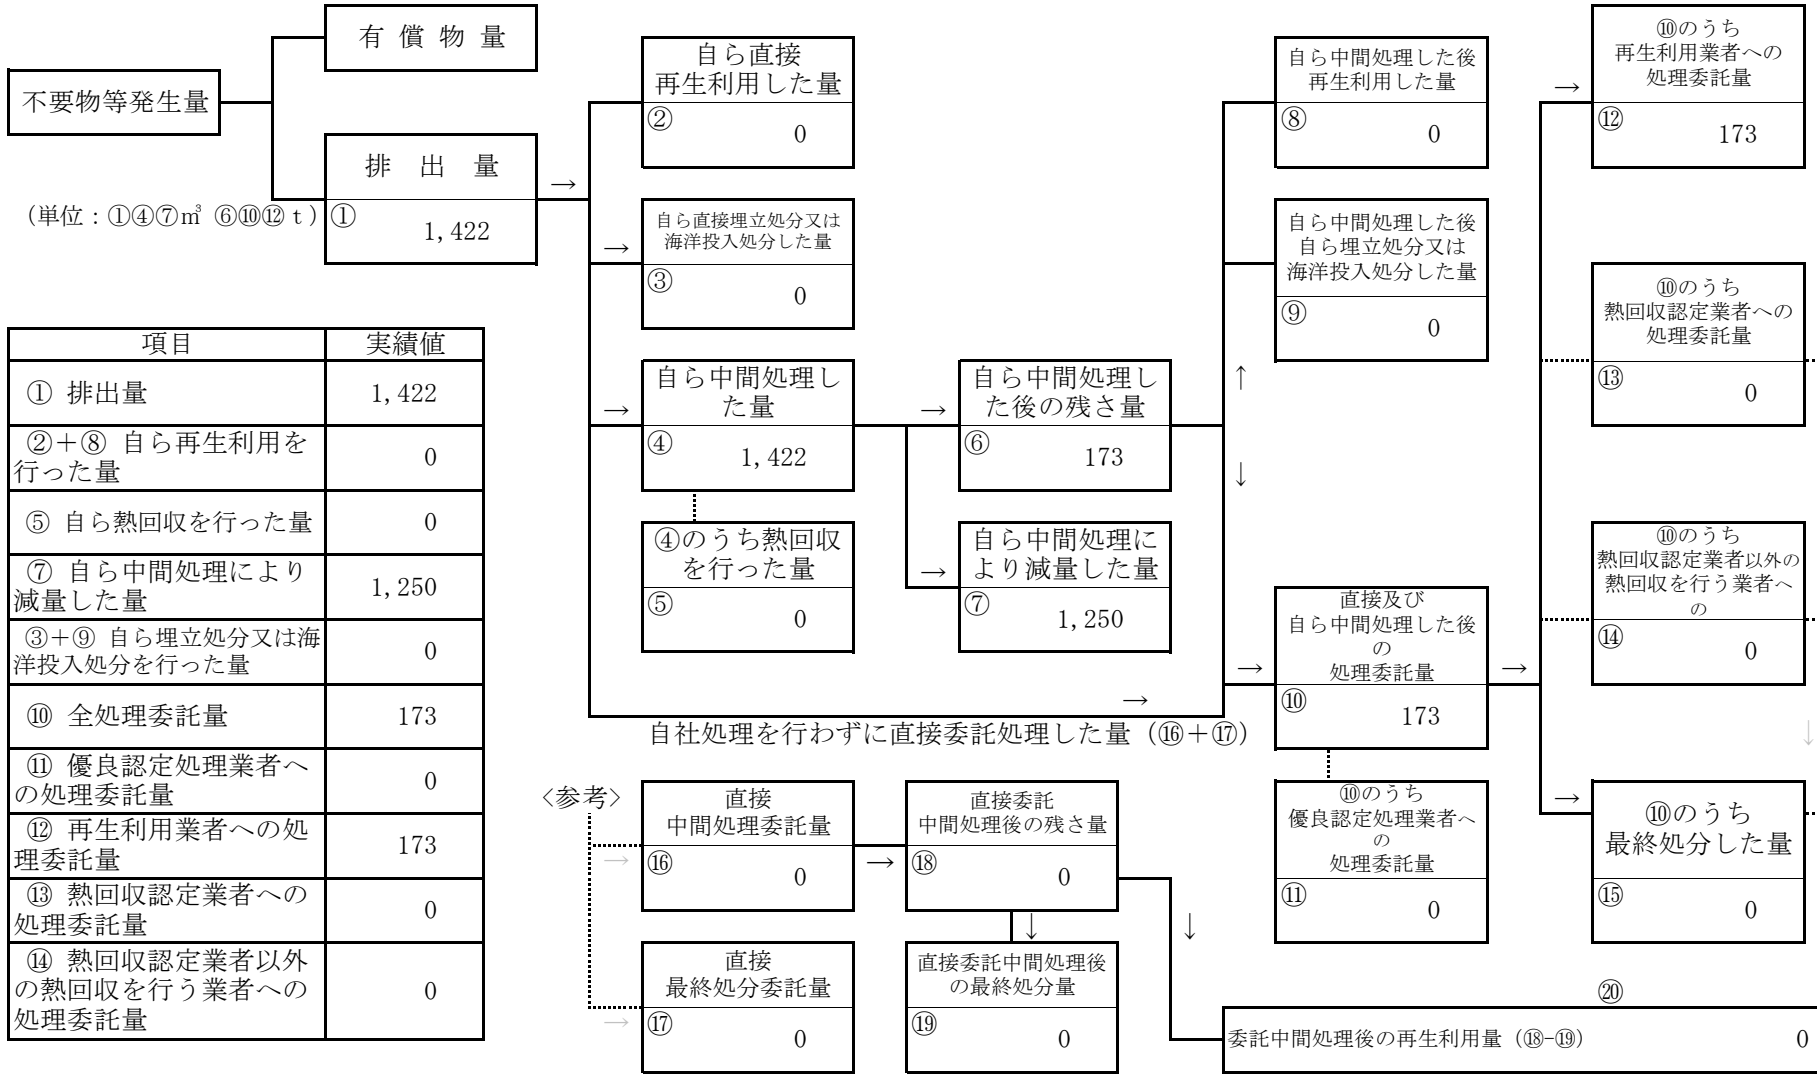 有償物量
不要物等発生量
排出量
(単位：①④⑦㎥ ⑥⑩⑫ｔ)
①
1,422
→
自ら直接
再生利用した量
②
0
→
自ら直接埋立処分又は
海洋投入処分した量
③
0
→
自ら中間処理し
た量
④
1,422
④のうち熱回収
を行った量
⑤
0
→
自ら中間処理し
た後の残さ量
⑥
173
→
自ら中間処理に
より減量した量
⑦
1,250
自ら中間処理した後
再生利用した量
⑧
0
自ら中間処理した後
自ら埋立処分又は
海洋投入処分した量
⑨
0
↑
↓
→
直接及び
自ら中間処理した後
の
処理委託量
⑩
173
→
自社処理を行わずに直接委託処理した量（⑯＋⑰）
⑩のうち
優良認定処理業者へ
の
処理委託量
⑪
0
→
→
⑩のうち
再生利用業者への
処理委託量
⑫
173
⑩のうち
熱回収認定業者への
処理委託量
⑬
0
⑩のうち
熱回収認定業者以外の
熱回収を行う業者へ
の
⑭
0
↓
→
⑩のうち
最終処分した量
⑮
0
項目 実績値
① 排出量 1,422
②＋⑧ 自ら再生利用を
行った量 0
⑤ 自ら熱回収を行った量 0
⑦ 自ら中間処理により
減量した量 1,250
③＋⑨ 自ら埋立処分又は海
洋投入処分を行った量 0
⑩ 全処理委託量 173
⑪ 優良認定処理業者へ
の処理委託量 0
⑫ 再生利用業者への処
理委託量 173
⑬ 熱回収認定業者への
処理委託量 0
⑭ 熱回収認定業者以外
の熱回収を行う業者への
処理委託量 0
〈参考〉
→
直接
中間処理委託量
⑯
0
→
直接委託
中間処理後の残さ量
⑱
0
↓
↓
→
直接
最終処分委託量
⑰
0
直接委託中間処理後
の最終処分量
⑲
0
⑳
委託中間処理後の再生利用量（⑱-⑲） 0